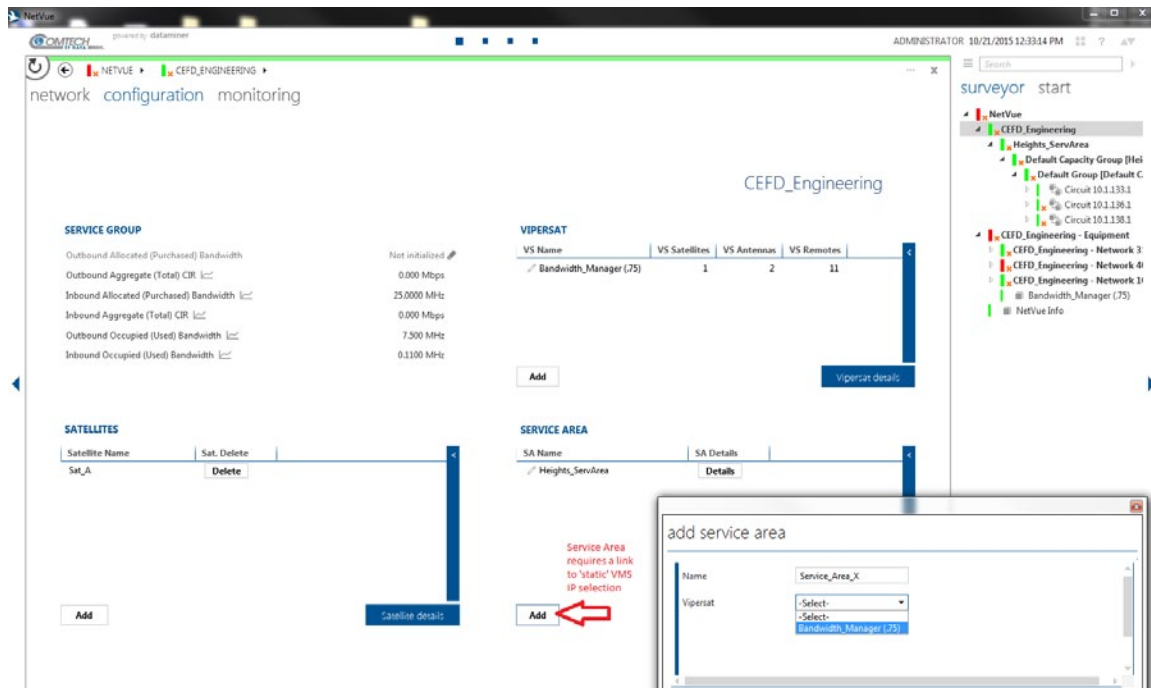 NetVue
COMTECH
EF DATA
powered by dataminer
ADMINISTRATOR 10/21/2015 12:33:14 PM ?
NETVUE CEFD_ENGINEERING ... x
network configuration monitoring
CEFD_Engineering
SERVICE GROUP
Outbound Allocated (Purchased) Bandwidth Not initialized
Outbound Aggregate (Total) CIR 0.000 Mbps
Inbound Allocated (Purchased) Bandwidth 25.0000 MHz
Inbound Aggregate (Total) CIR 0.000 Mbps
Outbound Occupied (Used) Bandwidth 7.500 MHz
Inbound Occupied (Used) Bandwidth 0.1100 MHz
VIPERSAT
VS Name VS Satellites VS Antennas VS Remotes
Bandwidth_Manager (.75) 1 2 11
Add Vipersat details
SATELLITES
Satellite Name Sat. Delete
Sat_A Delete
Add Satellite details
SERVICE AREA
SA Name SA Details
Heights_ServArea Details
Service Area
requires a link
to 'static' VMS
IP selection
Add
add service area
Name Service_Area_X
Vipersat -Select-
-Select-
Bandwidth_Manager (.75)
Search
surveyor start
NetVue
CEFD_Engineering
Heights_ServArea
Default Capacity Group [Hei
Default Group [Default C
Circuit 10.1.133.1
Circuit 10.1.136.1
Circuit 10.1.138.1
CEFD_Engineering - Equipment
CEFD_Engineering - Network 3
CEFD_Engineering - Network 4
CEFD_Engineering - Network 1
Bandwidth_Manager (.75)
NetVue Info